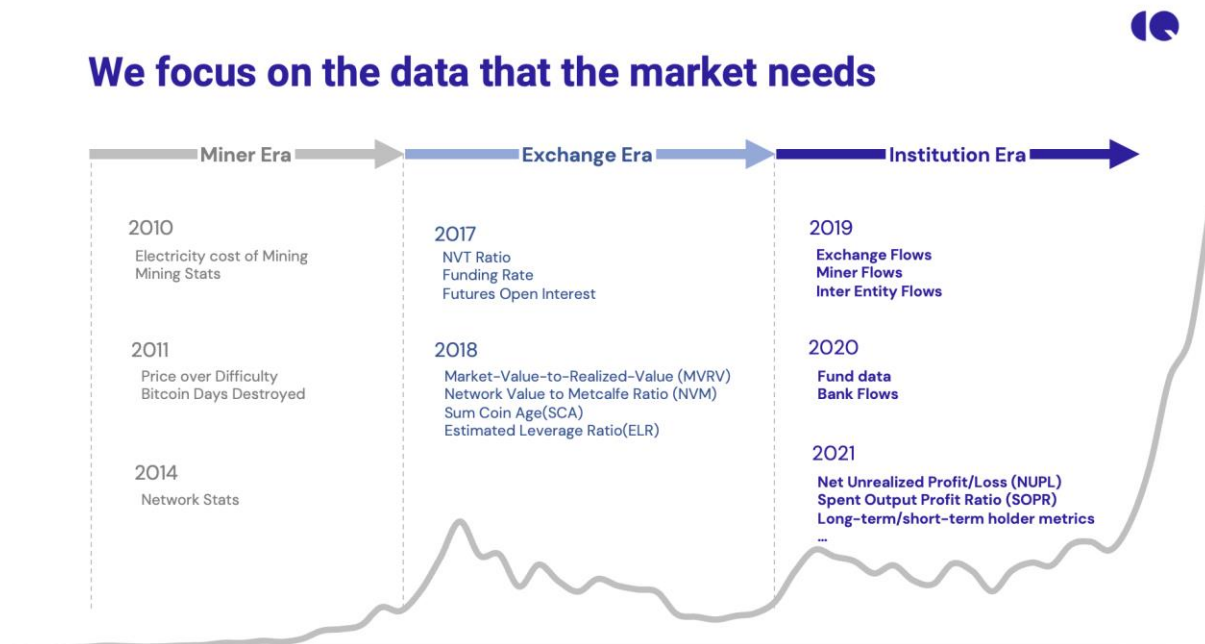 We focus on the data that the market needs
Miner Era
2010
Electricity cost of Mining
Mining Stats
2011
Price over Difficulty
Bitcoin Days Destroyed
2014
Network Stats
Exchange Era
2017
NVT Ratio
Funding Rate
Futures Open Interest
2018
Market-Value-to-Realized-Value (MVRV)
Network Value to Metcalfe Ratio (NVM)
Sum Coin Age(SCA)
Estimated Leverage Ratio(ELR)
Institution Era
2019
Exchange Flows
Miner Flows
Inter Entity Flows
2020
Fund data
Bank Flows
2021
Net Unrealized Profit/Loss (NUPL)
Spent Output Profit Ratio (SOPR)
Long-term/short-term holder metrics
...